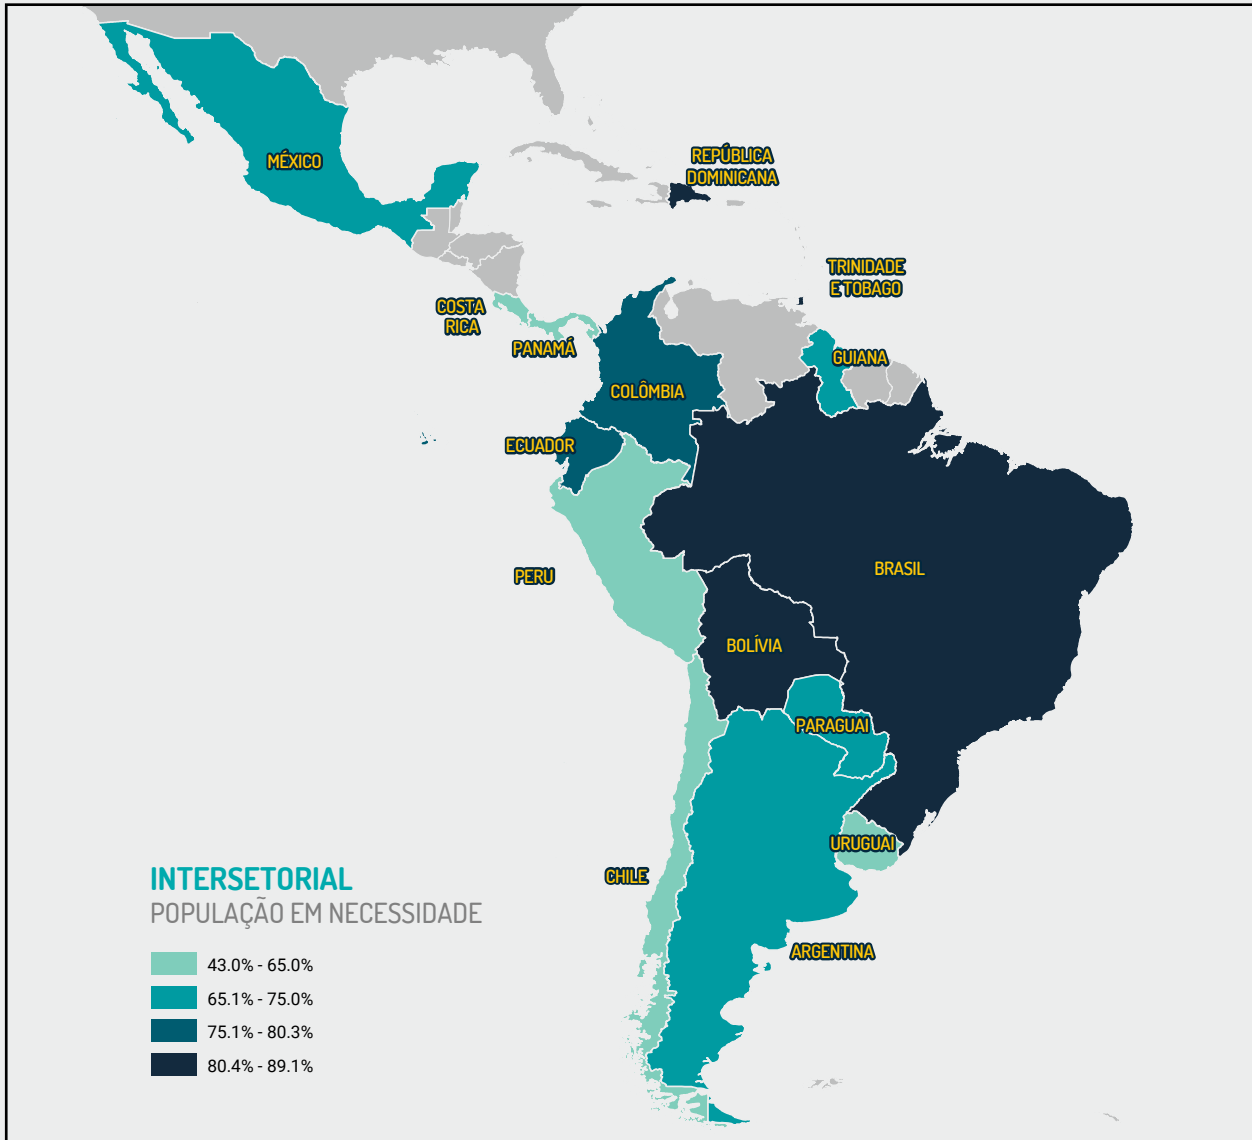 MÉXICO
REPÚBLICA
DOMINICANA
TRINIDADE
E TOBAGO
COSTA
RICA
PANAMÁ
GUIANA
COLÔMBIA
ECUADOR
PERU
BRASIL
BOLÍVIA
PARAGUAI
URUGUAI
CHILE
ARGENTINA
INTERSETORIAL
POPULAÇÃO EM NECESSIDADE
43.0% - 65.0%
65.1% - 75.0%
75.1% - 80.3%
80.4% - 89.1%